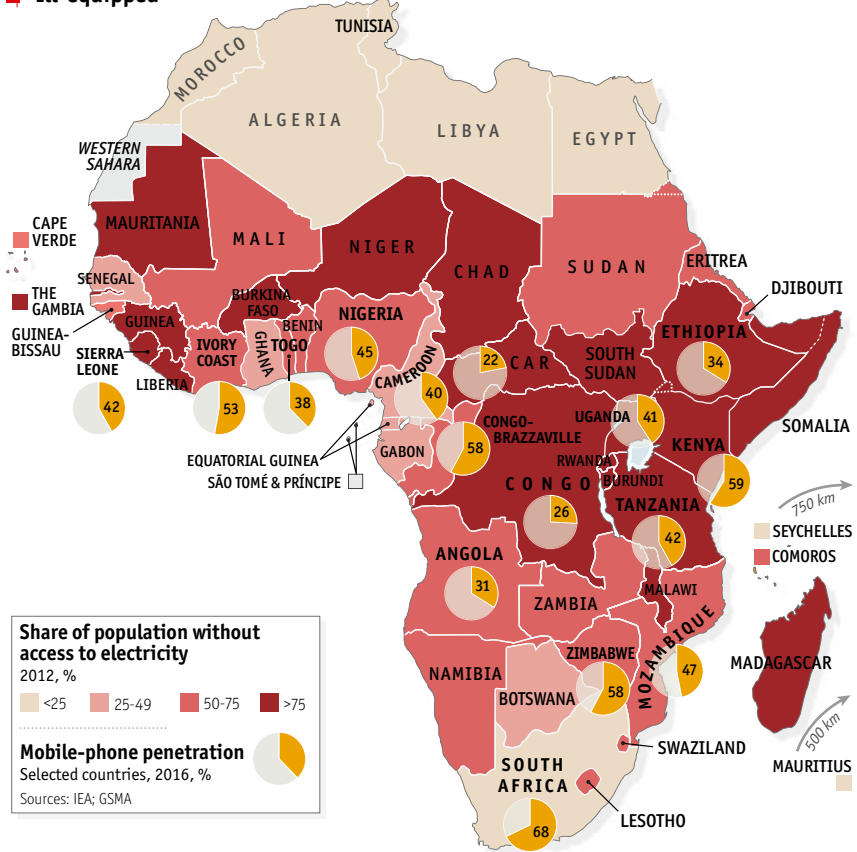 Ill-equipped
TUNISIA
MOROCCO
ALGERIA
LIBYA
EGYPT
WESTERN
SAHARA
MAURITANIA
MALI
NIGER
CHAD
SUDAN
ERITREA
DJIBOUTI
CAPE
VERDE
SENEGAL
THE
GAMBIA
GUINEA-
BISSAU
GUINEA
SIERRA
LEONE
42
LIBERIA
BURKINA
FASO
IVORY
COAST
53
GHANA
BENIN
TOGO
38
NIGERIA
45
CAMEROON
40
22
CAR
SOUTH
SUDAN
ETHIOPIA
34
SOMALIA
UGANDA
41
KENYA
59
CONGO-
BRAZZAVILLE
58
GABON
EQUATORIAL GUINEA
SÃO TOMÉ & PRÍNCIPE
RWANDA
BURUNDI
CONGO
26
TANZANIA
42
750 km
SEYCHELLES
COMOROS
ANGOLA
31
ZAMBIA
MALAWI
MOZAMBIQUE
47
ZIMBABWE
58
NAMIBIA
BOTSWANA
MADAGASCAR
500 km
MAURITIUS
SWAZILAND
SOUTH
AFRICA
68
LESOTHO
Share of population without
access to electricity
2012, %
<25 25-49 50-75 >75
Mobile-phone penetration
Selected countries, 2016, %
Sources: IEA; GSMA